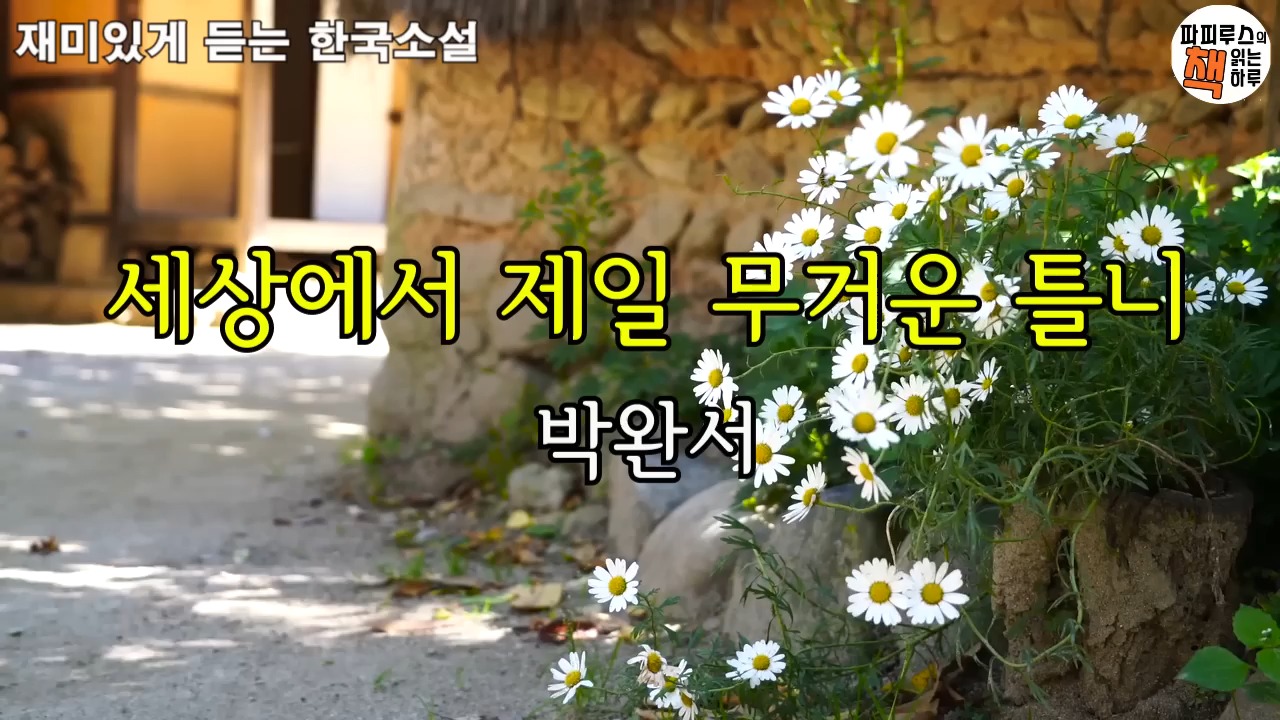 재미있게 듣는 한국소설
파피루스의
책 읽는
하루
세상에서 제일 무거운 틀니
박완서